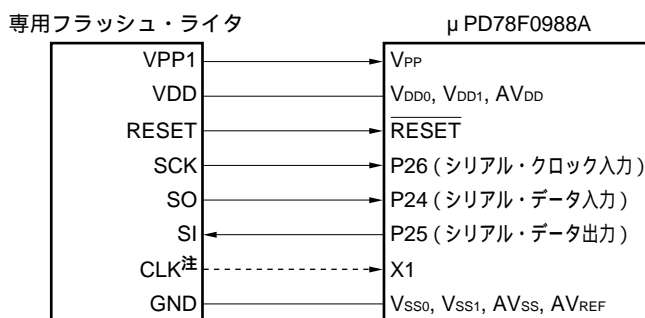 専用フラッシュ・ライタ μPD78F0988A
VPP1 VPP
VDD VDD0, VDD1, AVDD
RESET RESET
SCK P26（シリアル・クロック入力）
SO P24（シリアル・データ入力）
SI P25（シリアル・データ出力）
CLK注 X1
GND VSS0, VSS1, AVSS, AVREF